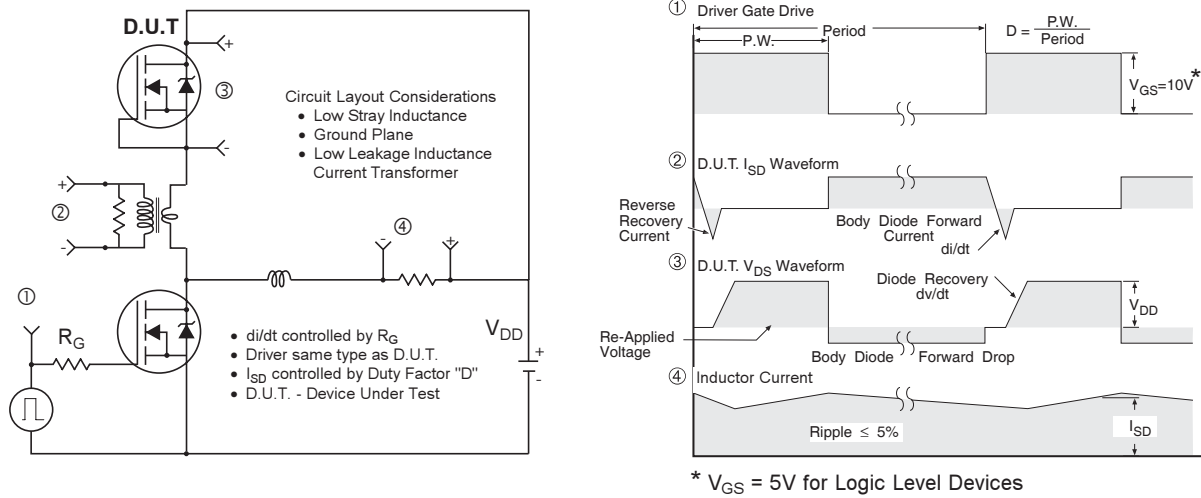 D.U.T
+
③
-
Circuit Layout Considerations
• Low Stray Inductance
• Ground Plane
• Low Leakage Inductance
Current Transformer
+
②
-
④
- +
①
R_G
V_DD
+
-
• di/dt controlled by R_G
• Driver same type as D.U.T.
• I_SD controlled by Duty Factor "D"
• D.U.T. - Device Under Test
① Driver Gate Drive
Period
P.W.
D = P.W.
Period
V_GS=10V *
② D.U.T. I_SD Waveform
Reverse
Recovery
Current
Body Diode Forward
Current
di/dt
③ D.U.T. V_DS Waveform
Diode Recovery
dv/dt
V_DD
Re-Applied
Voltage
Body Diode Forward Drop
④ Inductor Current
Ripple ≤ 5%
I_SD
* V_GS = 5V for Logic Level Devices